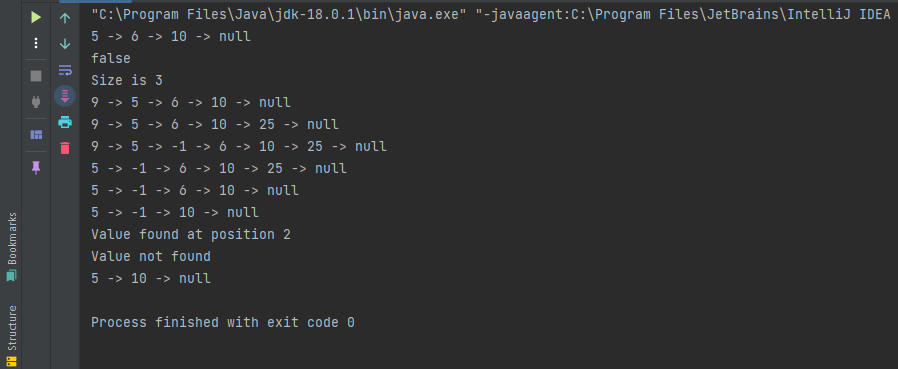 "C:\Program Files\Java\jdk-18.0.1\bin\java.exe" "-javaagent:C:\Program Files\JetBrains\IntelliJ IDEA
5 -> 6 -> 10 -> null
false
Size is 3
9 -> 5 -> 6 -> 10 -> null
9 -> 5 -> 6 -> 10 -> 25 -> null
9 -> 5 -> -1 -> 6 -> 10 -> 25 -> null
5 -> -1 -> 6 -> 10 -> 25 -> null
5 -> -1 -> 6 -> 10 -> null
5 -> -1 -> 10 -> null
Value found at position 2
Value not found
5 -> 10 -> null
Process finished with exit code 0
Bookmarks
Structure